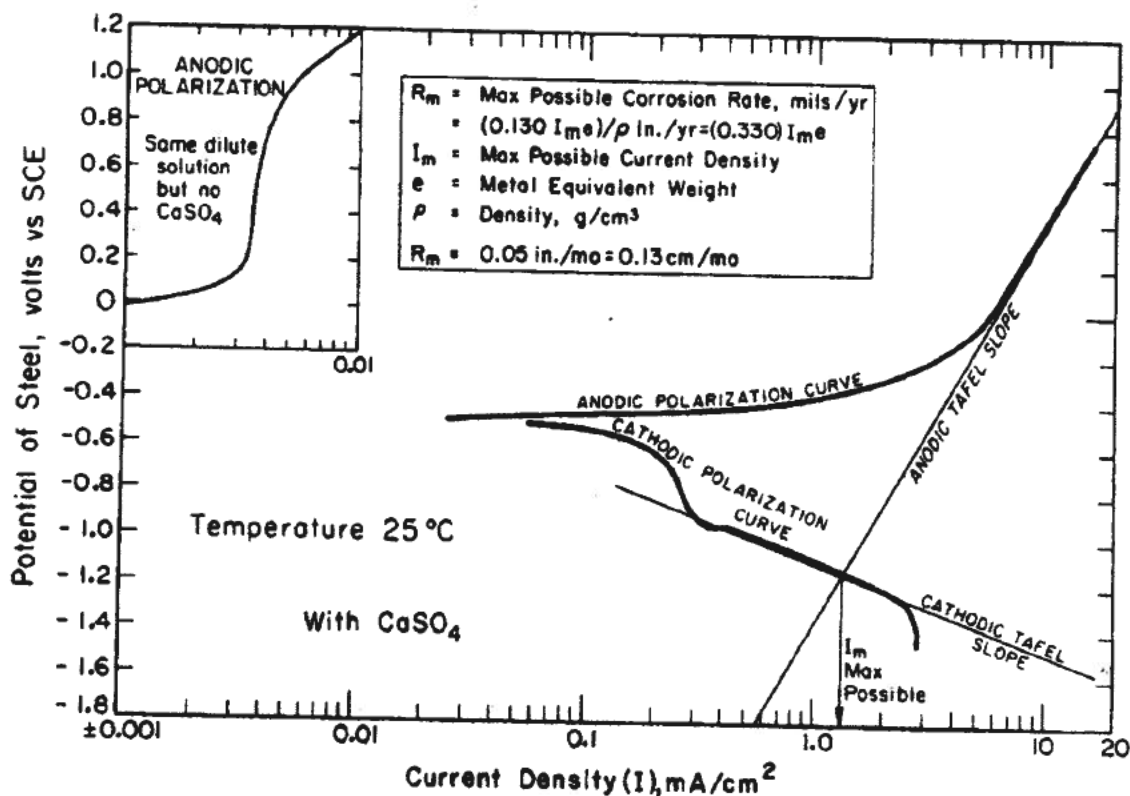 1.2
1.0
0.8
0.6
0.4
0.2
0
-0.2
-0.4
-0.6
-0.8
-1.0
-1.2
-1.4
-1.6
-1.8
Potential of Steel, volts vs SCE
ANODIC
POLARIZATION
Same dilute
solution
but no
CaSO₄
0.01
Rₘ = Max Possible Corrosion Rate, mils/yr
= (0.130 Iₘe)/ρ in./yr=(0.330) Iₘe
Iₘ = Max Possible Current Density
e = Metal Equivalent Weight
ρ = Density, g/cm³
Rₘ = 0.05 in./mo=0.13cm/mo
ANODIC POLARIZATION CURVE
CATHODIC POLARIZATION
CURVE
ANODIC TAFEL SLOPE
Temperature 25 °C
With CaSO₄
CATHODIC TAFEL
SLOPE
Iₘ
Max
Possible
±0.001
0.01
0.1
1.0
10
20
Current Density (I), mA/cm²